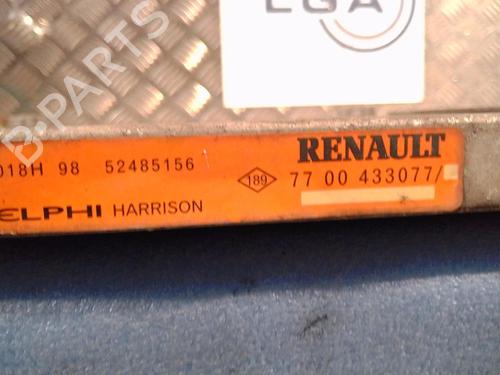 LGA
B-PARTS
018H 98 52485156
RENAULT
189
77 00 433077/
ELPHI HARRISON